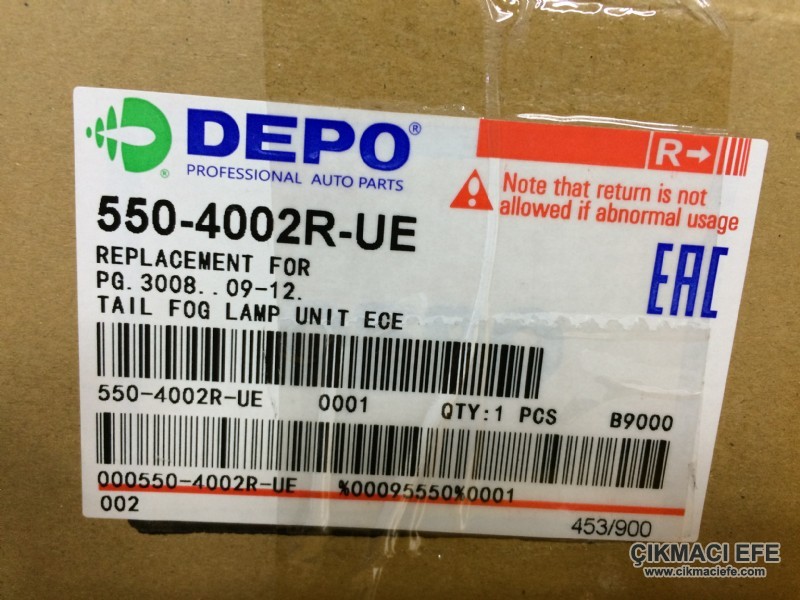 DEPO®
PROFESSIONAL AUTO PARTS
®
R→
Note that return is not
allowed if abnormal usage
550-4002R-UE
REPLACEMENT FOR
PG. 3008. . 09-12.
TAIL FOG LAMP UNIT ECE
EAC
550-4002R-UE 0001 QTY:1 PCS B9000
000550-4002R-UE %00095550%0001
002 453/900
ÇIKMACI EFE
www.cikmaciefe.com